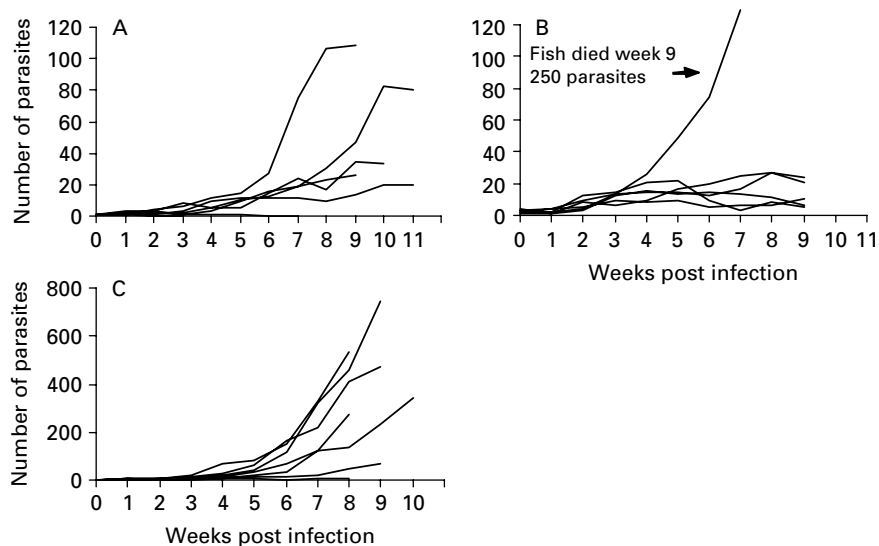 A
Number of parasites
120
100
80
60
40
20
0
0 1 2 3 4 5 6 7 8 9 10 11
B
Fish died week 9
250 parasites
120
100
80
60
40
20
0
0 1 2 3 4 5 6 7 8 9 10 11
Weeks post infection
C
Number of parasites
800
600
400
200
0
0 1 2 3 4 5 6 7 8 9 10
Weeks post infection